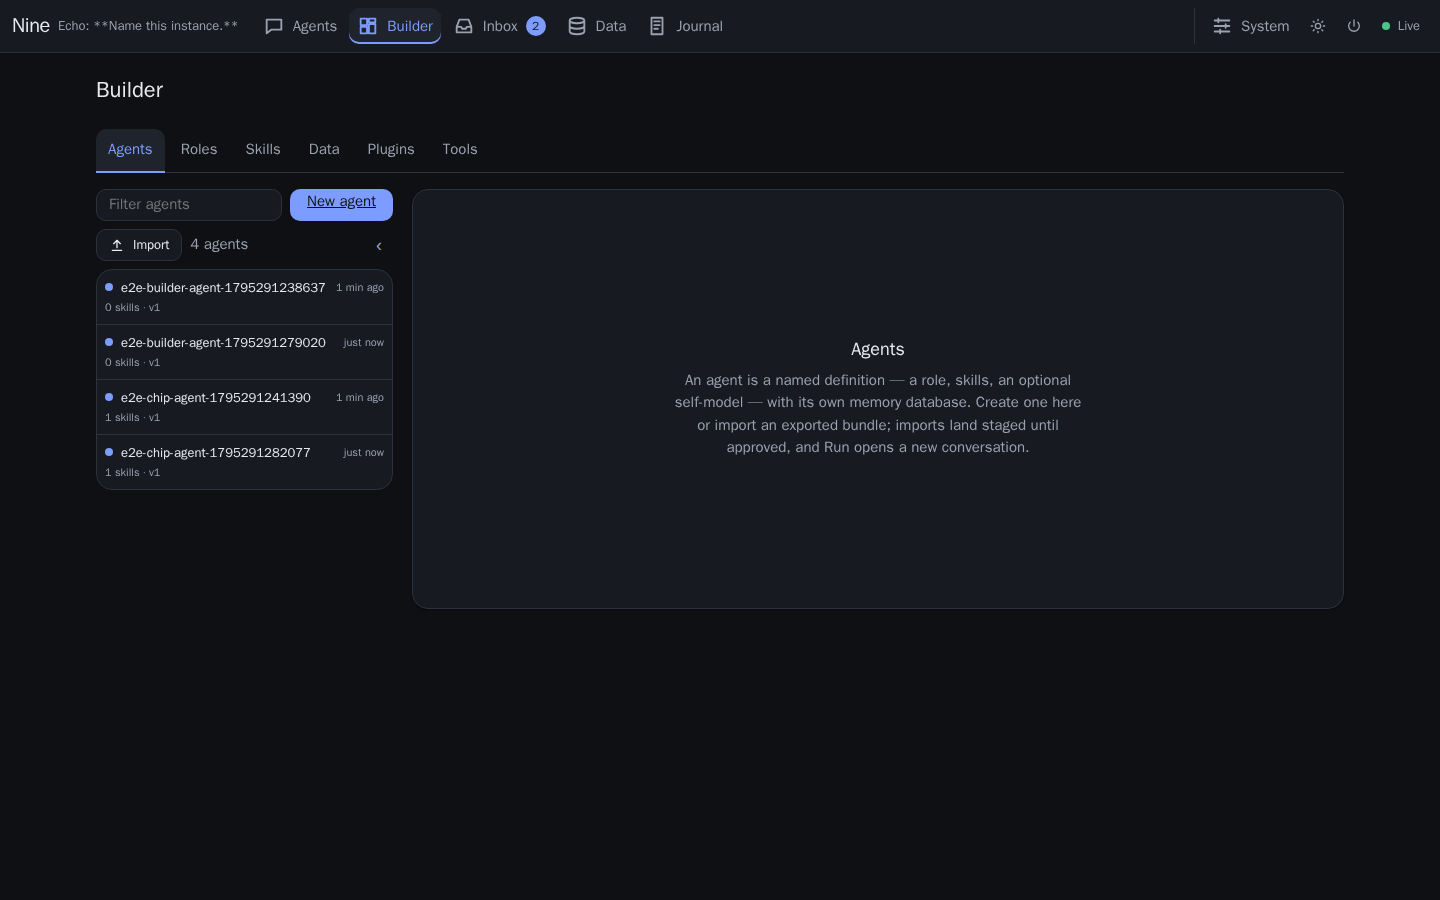 Nine Echo: **Name this instance.** Agents Builder Inbox 2 Data Journal System Live
Builder
Agents Roles Skills Data Plugins Tools
Filter agents New agent
Import 4 agents ‹
e2e-builder-agent-1795291238637 1 min ago
0 skills · v1
e2e-builder-agent-1795291279020 just now
0 skills · v1
e2e-chip-agent-1795291241390 1 min ago
1 skills · v1
e2e-chip-agent-1795291282077 just now
1 skills · v1
Agents
An agent is a named definition — a role, skills, an optional
self-model — with its own memory database. Create one here
or import an exported bundle; imports land staged until
approved, and Run opens a new conversation.